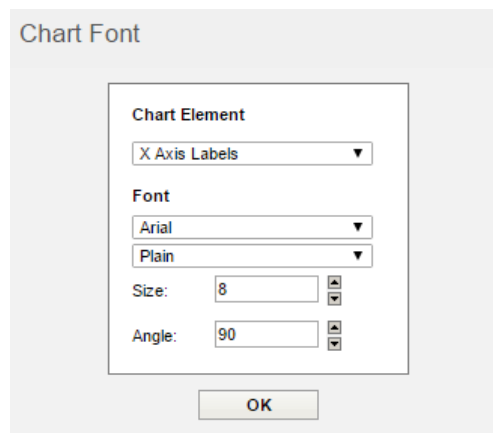 Chart Font
Chart Element
X Axis Labels
Font
Arial
Plain
Size: 8
Angle: 90
OK